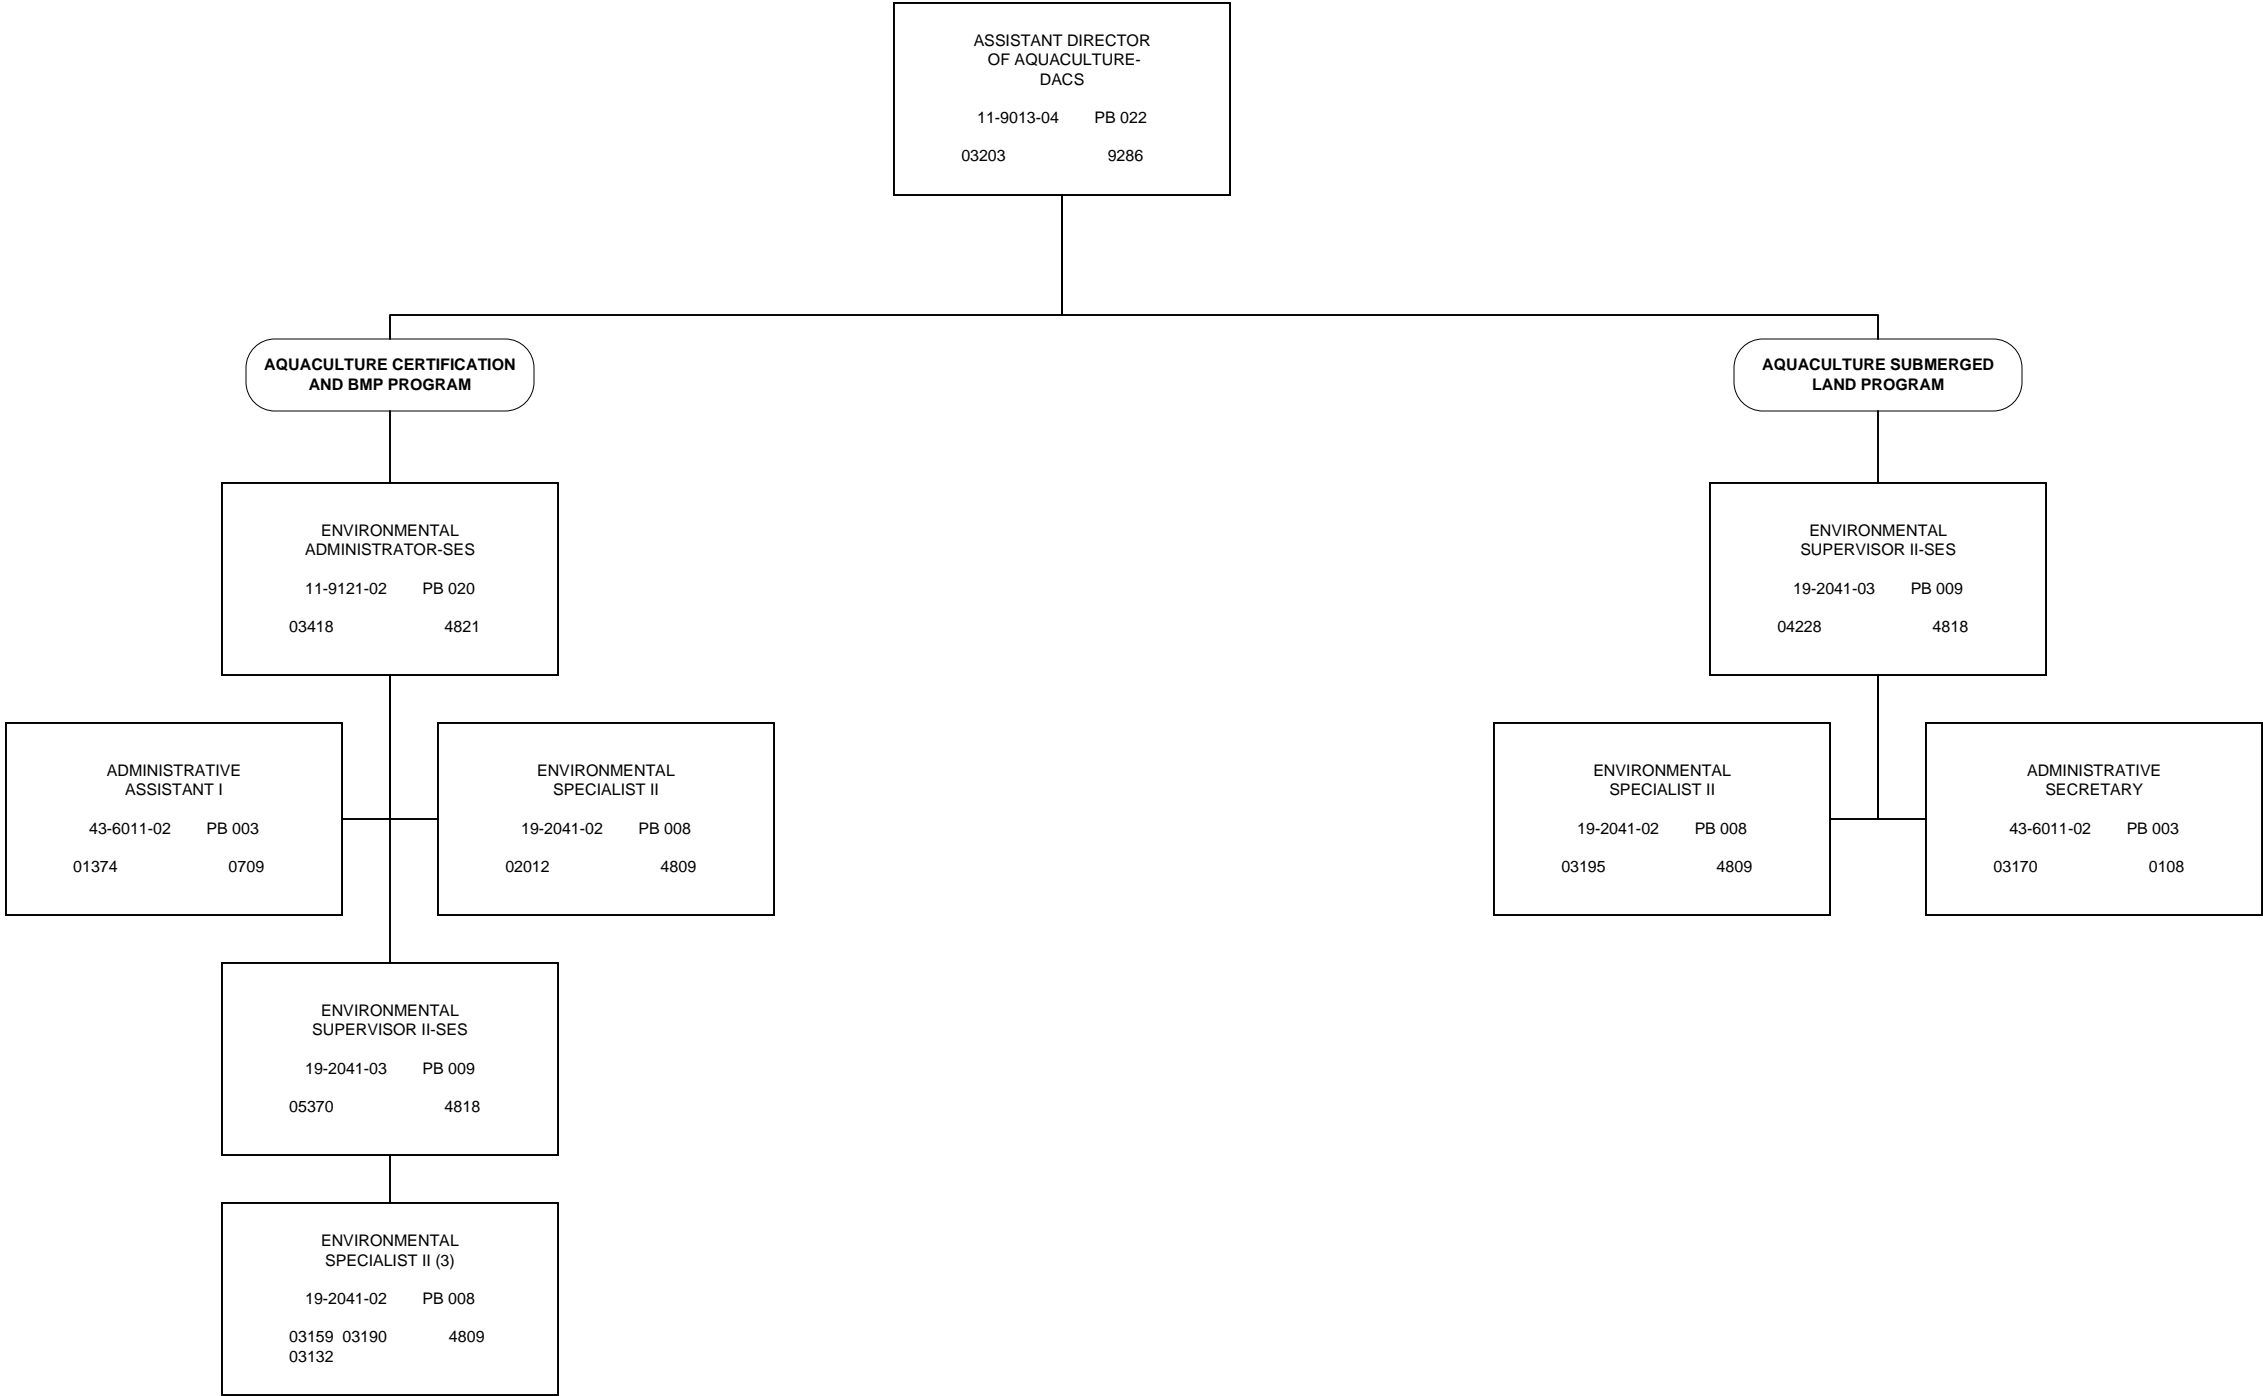 ASSISTANT DIRECTOR
OF AQUACULTURE-
DACS
11-9013-04 PB 022
03203 9286
AQUACULTURE CERTIFICATION
AND BMP PROGRAM
AQUACULTURE SUBMERGED
LAND PROGRAM
ENVIRONMENTAL
ADMINISTRATOR-SES
11-9121-02 PB 020
03418 4821
ENVIRONMENTAL
SUPERVISOR II-SES
19-2041-03 PB 009
04228 4818
ADMINISTRATIVE
ASSISTANT I
43-6011-02 PB 003
01374 0709
ENVIRONMENTAL
SPECIALIST II
19-2041-02 PB 008
02012 4809
ENVIRONMENTAL
SPECIALIST II
19-2041-02 PB 008
03195 4809
ADMINISTRATIVE
SECRETARY
43-6011-02 PB 003
03170 0108
ENVIRONMENTAL
SUPERVISOR II-SES
19-2041-03 PB 009
05370 4818
ENVIRONMENTAL
SPECIALIST II (3)
19-2041-02 PB 008
03159 03190 4809
03132